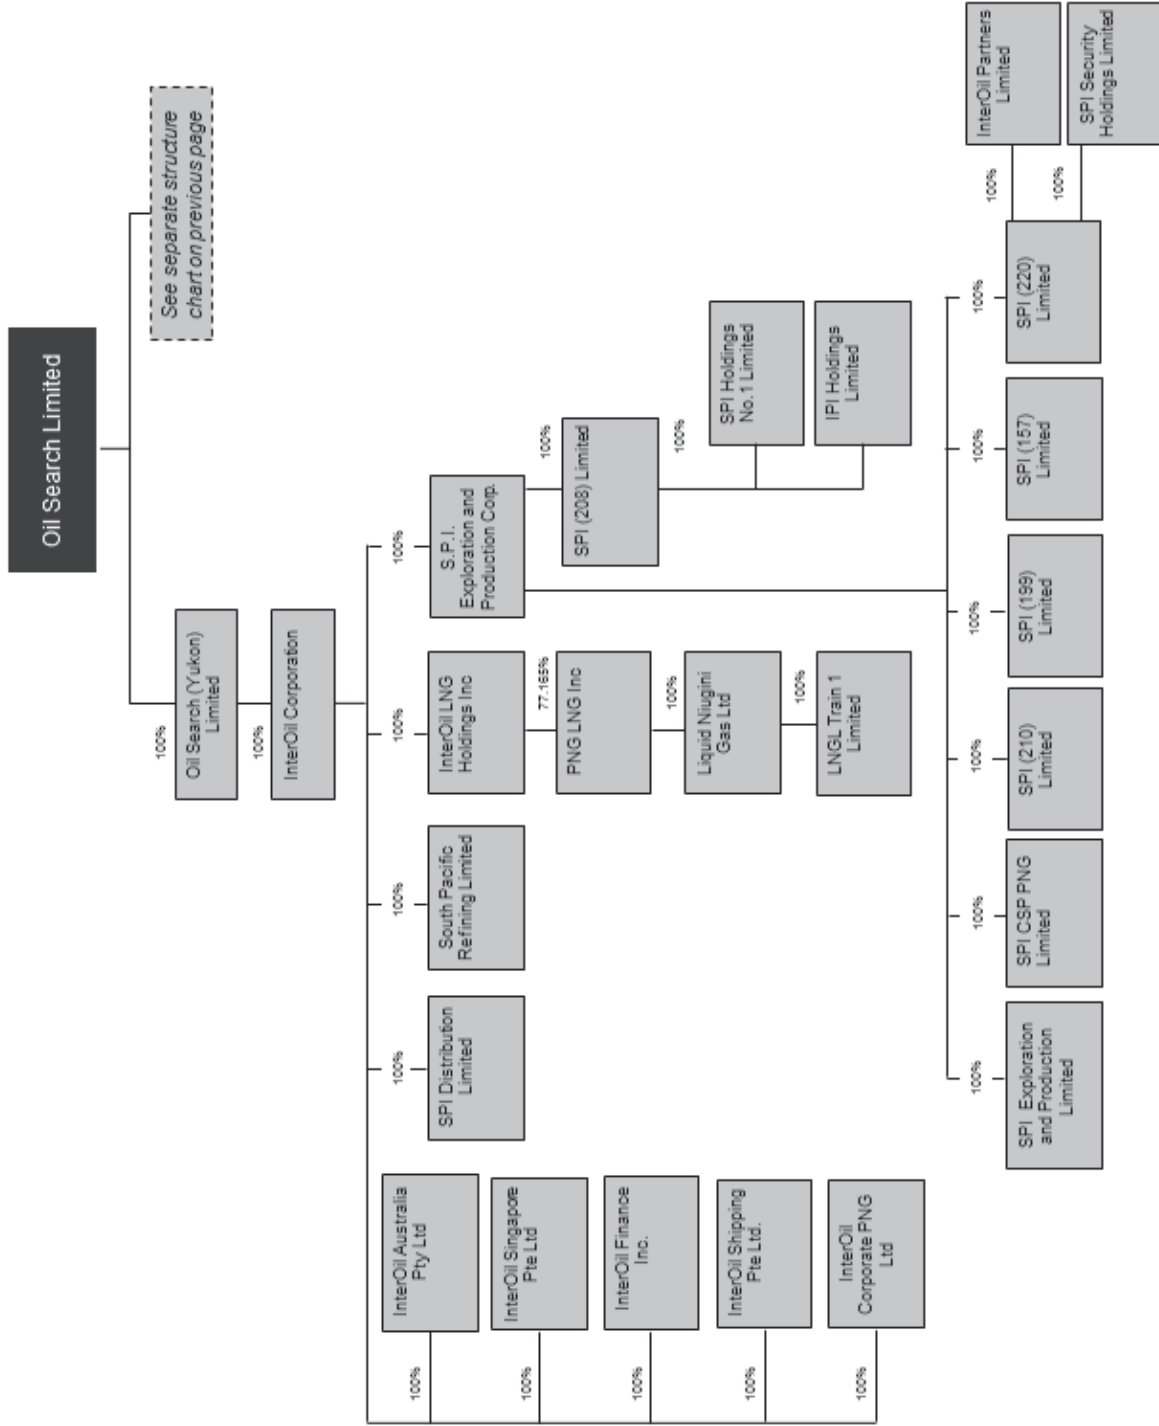 Oil Search Limited
See separate structure
chart on previous page
100%
Oil Search (Yukon)
Limited
100%
InterOil Corporation
100%
InterOil Australia
Pty Ltd
100%
InterOil Singapore
Pte Ltd
100%
InterOil Finance
Inc.
100%
InterOil Shipping
Pte Ltd.
100%
InterOil
Corporate PNG
Ltd
100%
SPI Distribution
Limited
100%
South Pacific
Refining Limited
100%
InterOil LNG
Holdings Inc
77.165%
PNG LNG Inc
100%
Liquid Niugini
Gas Ltd
100%
LNGL Train 1
Limited
100%
S.P.I.
Exploration and
Production Corp.
100%
SPI (208) Limited
100%
SPI Holdings
No.1 Limited
IPI Holdings
Limited
100%
SPI Exploration
and Production
Limited
100%
SPI CSP PNG
Limited
100%
SPI (210)
Limited
100%
SPI (199)
Limited
100%
SPI (157)
Limited
100%
SPI (220)
Limited
100%
InterOil Partners
Limited
100%
SPI Security
Holdings Limited